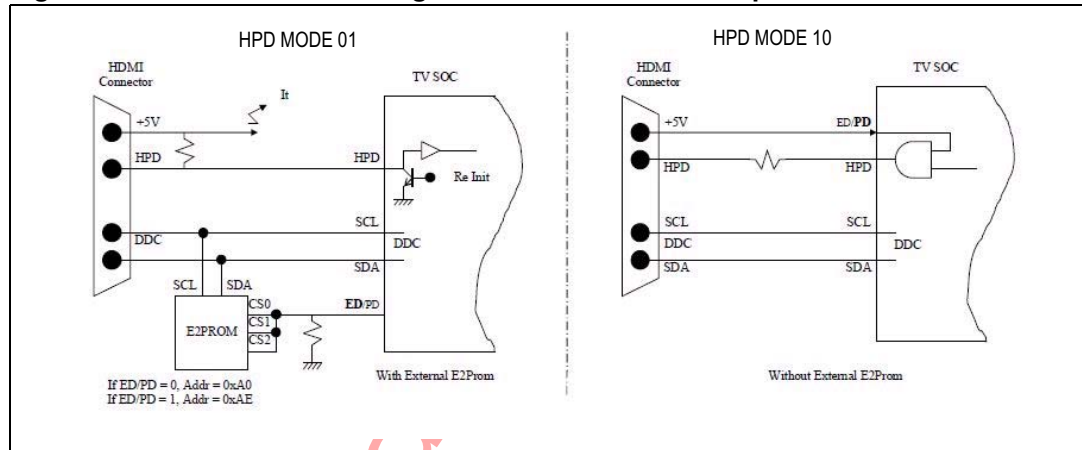 HPD MODE 01
HDMI
Connector
TV SOC
It
+5V
HPD
HPD
Re Init
SCL
DDC
DDC
SDA
SCL
SDA
CS0
CS1
CS2
E2PROM
ED/PD
With External E2Prom
If ED/PD = 0, Addr = 0xA0
If ED/PD = 1, Addr = 0xAE
HPD MODE 10
HDMI
Connector
TV SOC
+5V
ED/PD
HPD
HPD
SCL
SCL
DDC
DDC
SDA
SDA
Without External E2Prom